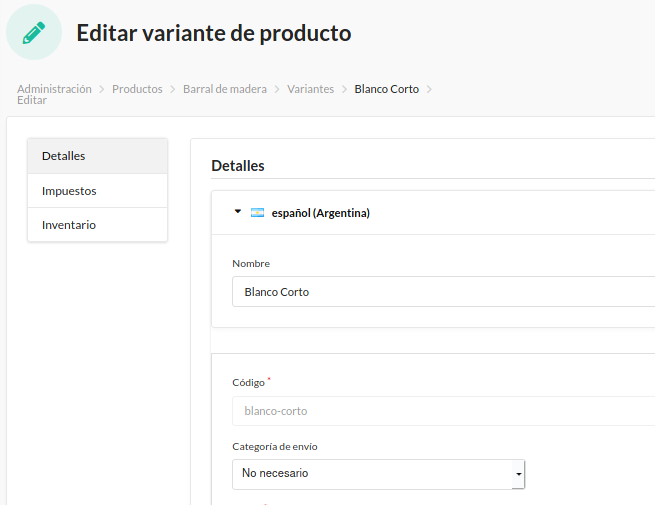 Editar variante de producto
Administración > Productos > Barral de madera > Variantes > Blanco Corto >
Editar
Detalles
Impuestos
Inventario
Detalles
español (Argentina)
Nombre
Blanco Corto
Código *
blanco-corto
Categoría de envío
No necesario